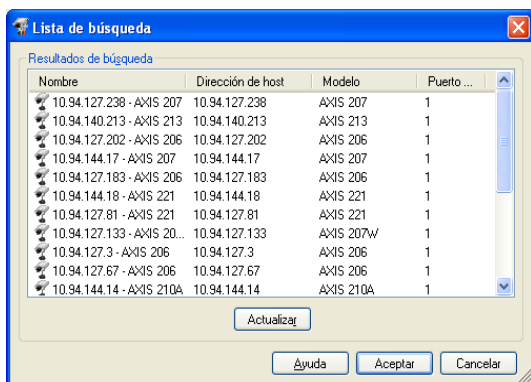 Lista de búsqueda
Resultados de búsqueda
Nombre Dirección de host Modelo Puerto ...
10.94.127.238 - AXIS 207 10.94.127.238 AXIS 207 1
10.94.140.213 - AXIS 213 10.94.140.213 AXIS 213 1
10.94.127.202 - AXIS 206 10.94.127.202 AXIS 206 1
10.94.144.17 - AXIS 207 10.94.144.17 AXIS 207 1
10.94.127.183 - AXIS 206 10.94.127.183 AXIS 206 1
10.94.144.18 - AXIS 221 10.94.144.18 AXIS 221 1
10.94.127.81 - AXIS 221 10.94.127.81 AXIS 221 1
10.94.127.133 - AXIS 20... 10.94.127.133 AXIS 207W 1
10.94.127.3 - AXIS 206 10.94.127.3 AXIS 206 1
10.94.127.67 - AXIS 206 10.94.127.67 AXIS 206 1
10.94.144.14 - AXIS 210A 10.94.144.14 AXIS 210A 1
Actualizar
Ayuda Aceptar Cancelar